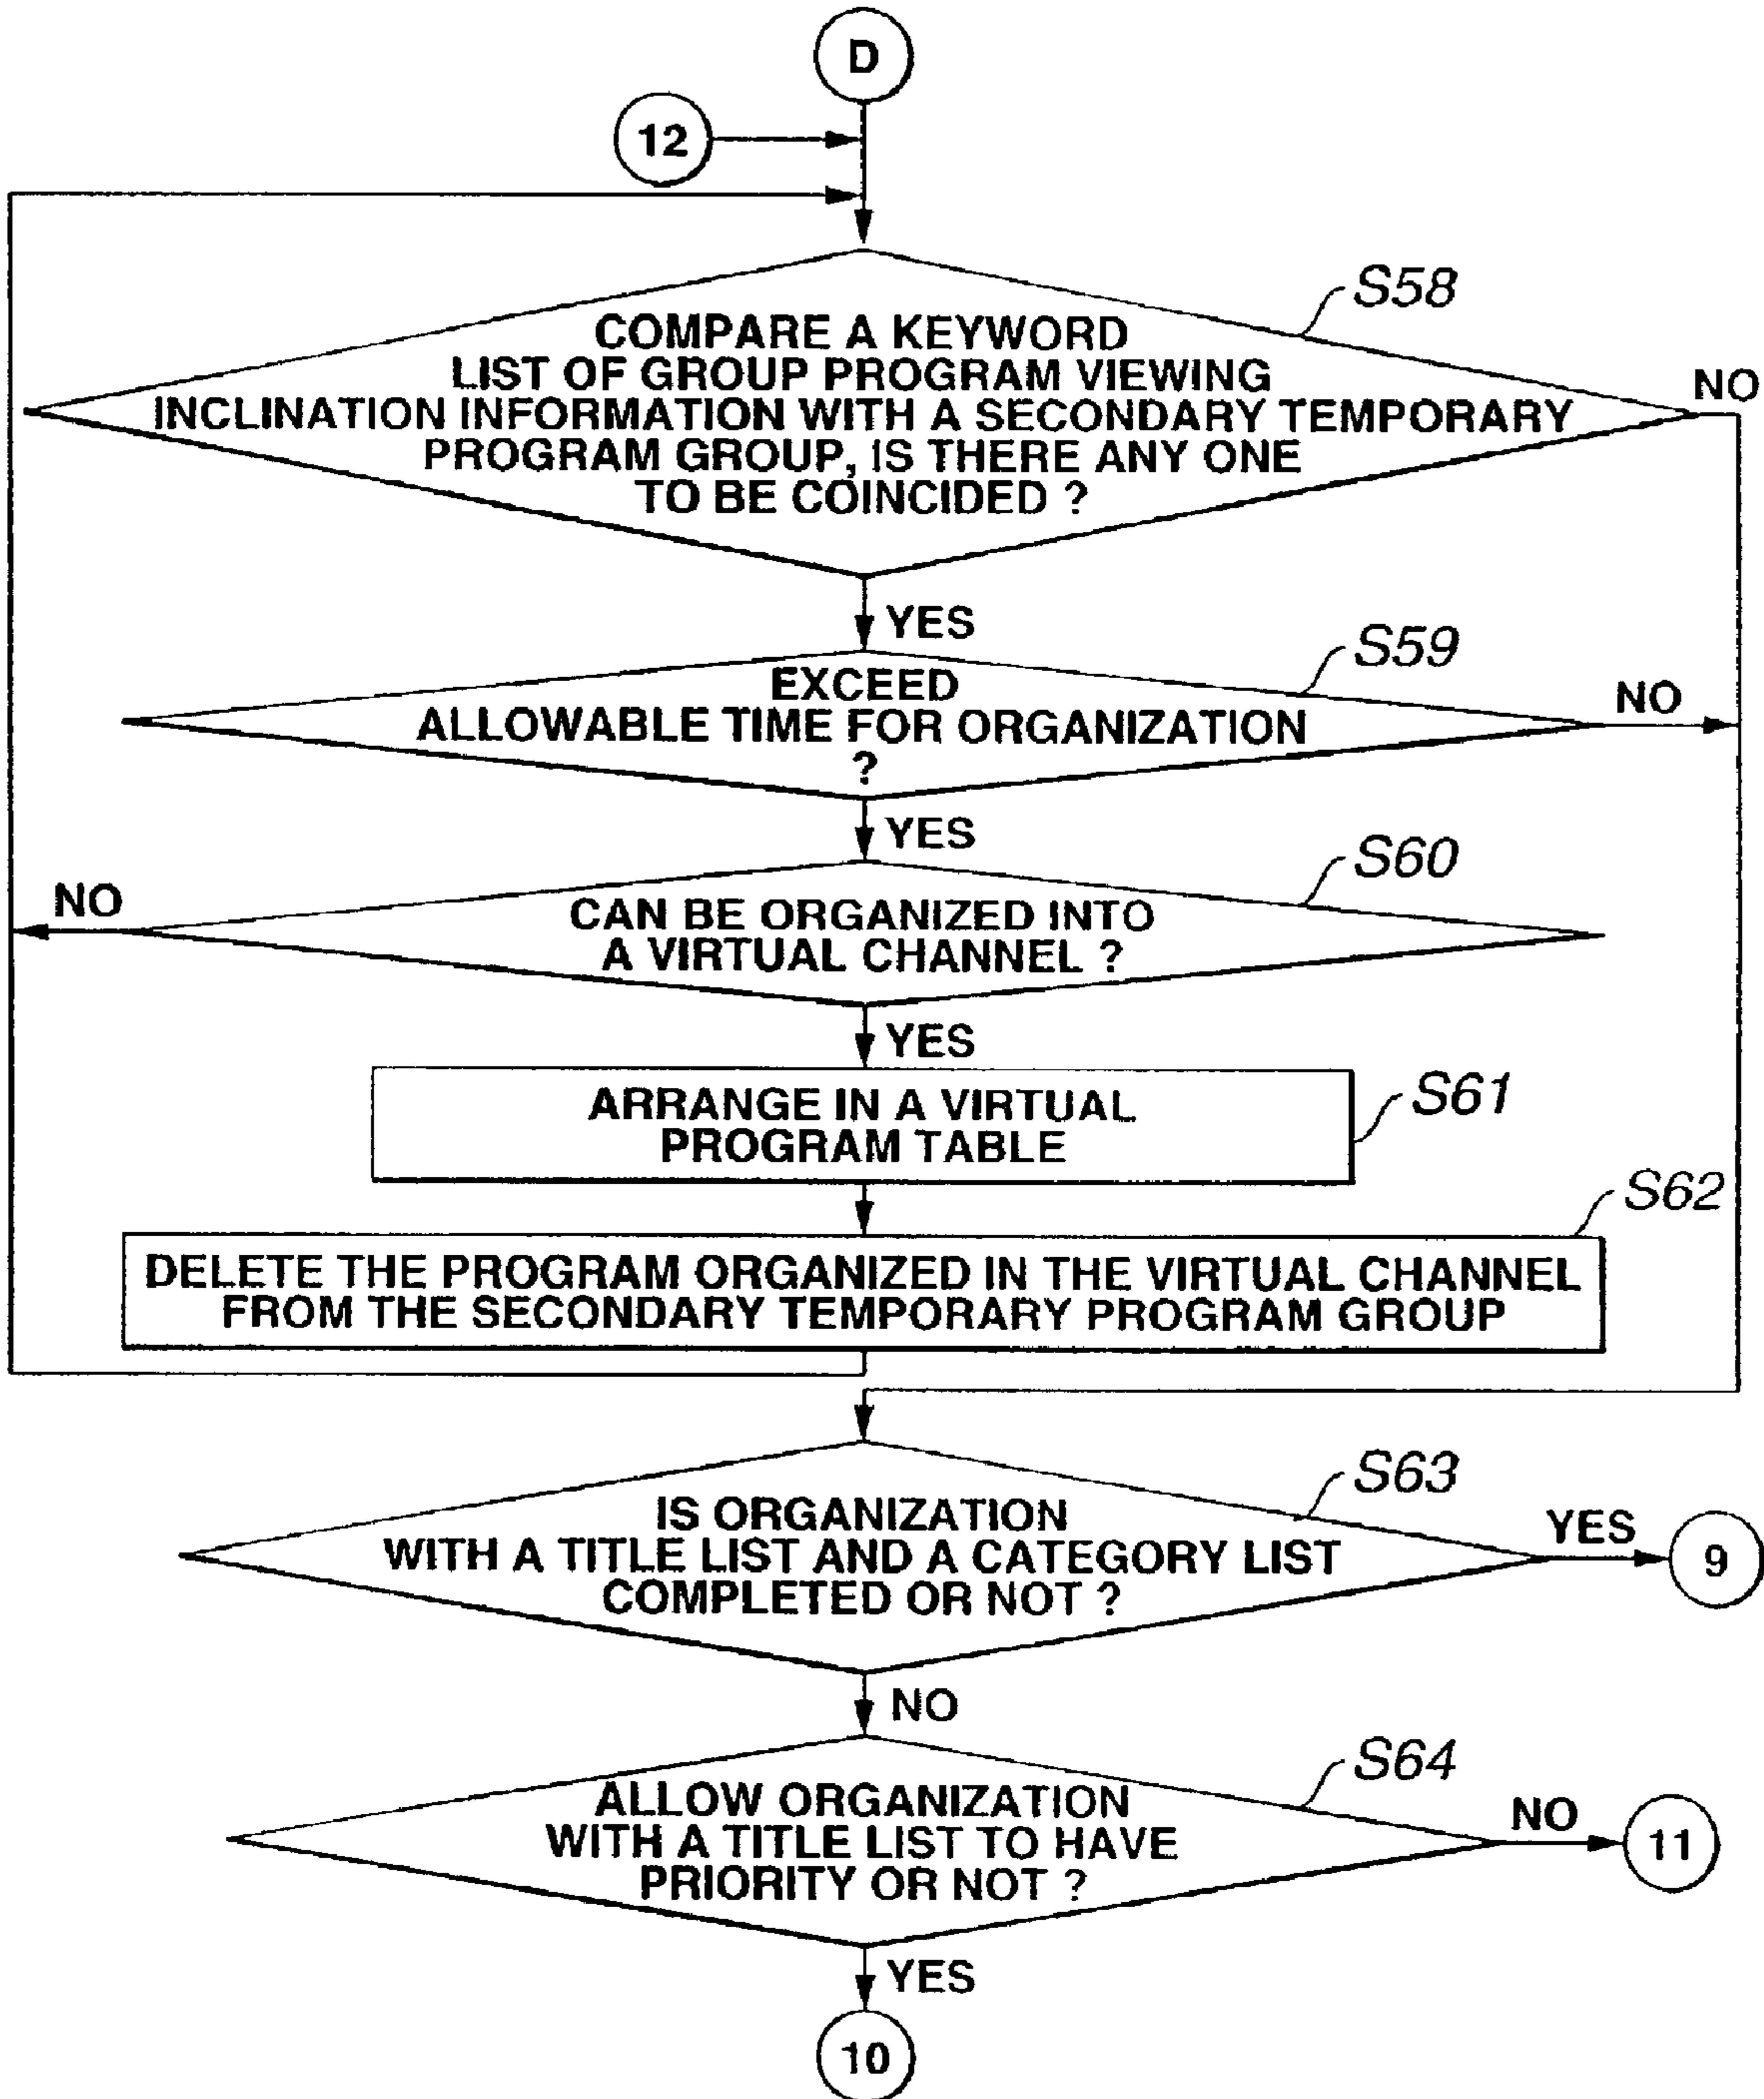 D
12
S58
COMPARE A KEYWORD
LIST OF GROUP PROGRAM VIEWING
INCLINATION INFORMATION WITH A SECONDARY TEMPORARY
PROGRAM GROUP, IS THERE ANY ONE
TO BE COINCIDED ?
NO
YES
S59
EXCEED
ALLOWABLE TIME FOR ORGANIZATION
?
NO
YES
S60
NO
CAN BE ORGANIZED INTO
A VIRTUAL CHANNEL ?
YES
ARRANGE IN A VIRTUAL
PROGRAM TABLE
S61
S62
DELETE THE PROGRAM ORGANIZED IN THE VIRTUAL CHANNEL
FROM THE SECONDARY TEMPORARY PROGRAM GROUP
S63
IS ORGANIZATION
WITH A TITLE LIST AND A CATEGORY LIST
COMPLETED OR NOT ?
YES
9
NO
S64
ALLOW ORGANIZATION
WITH A TITLE LIST TO HAVE
PRIORITY OR NOT ?
NO
11
YES
10